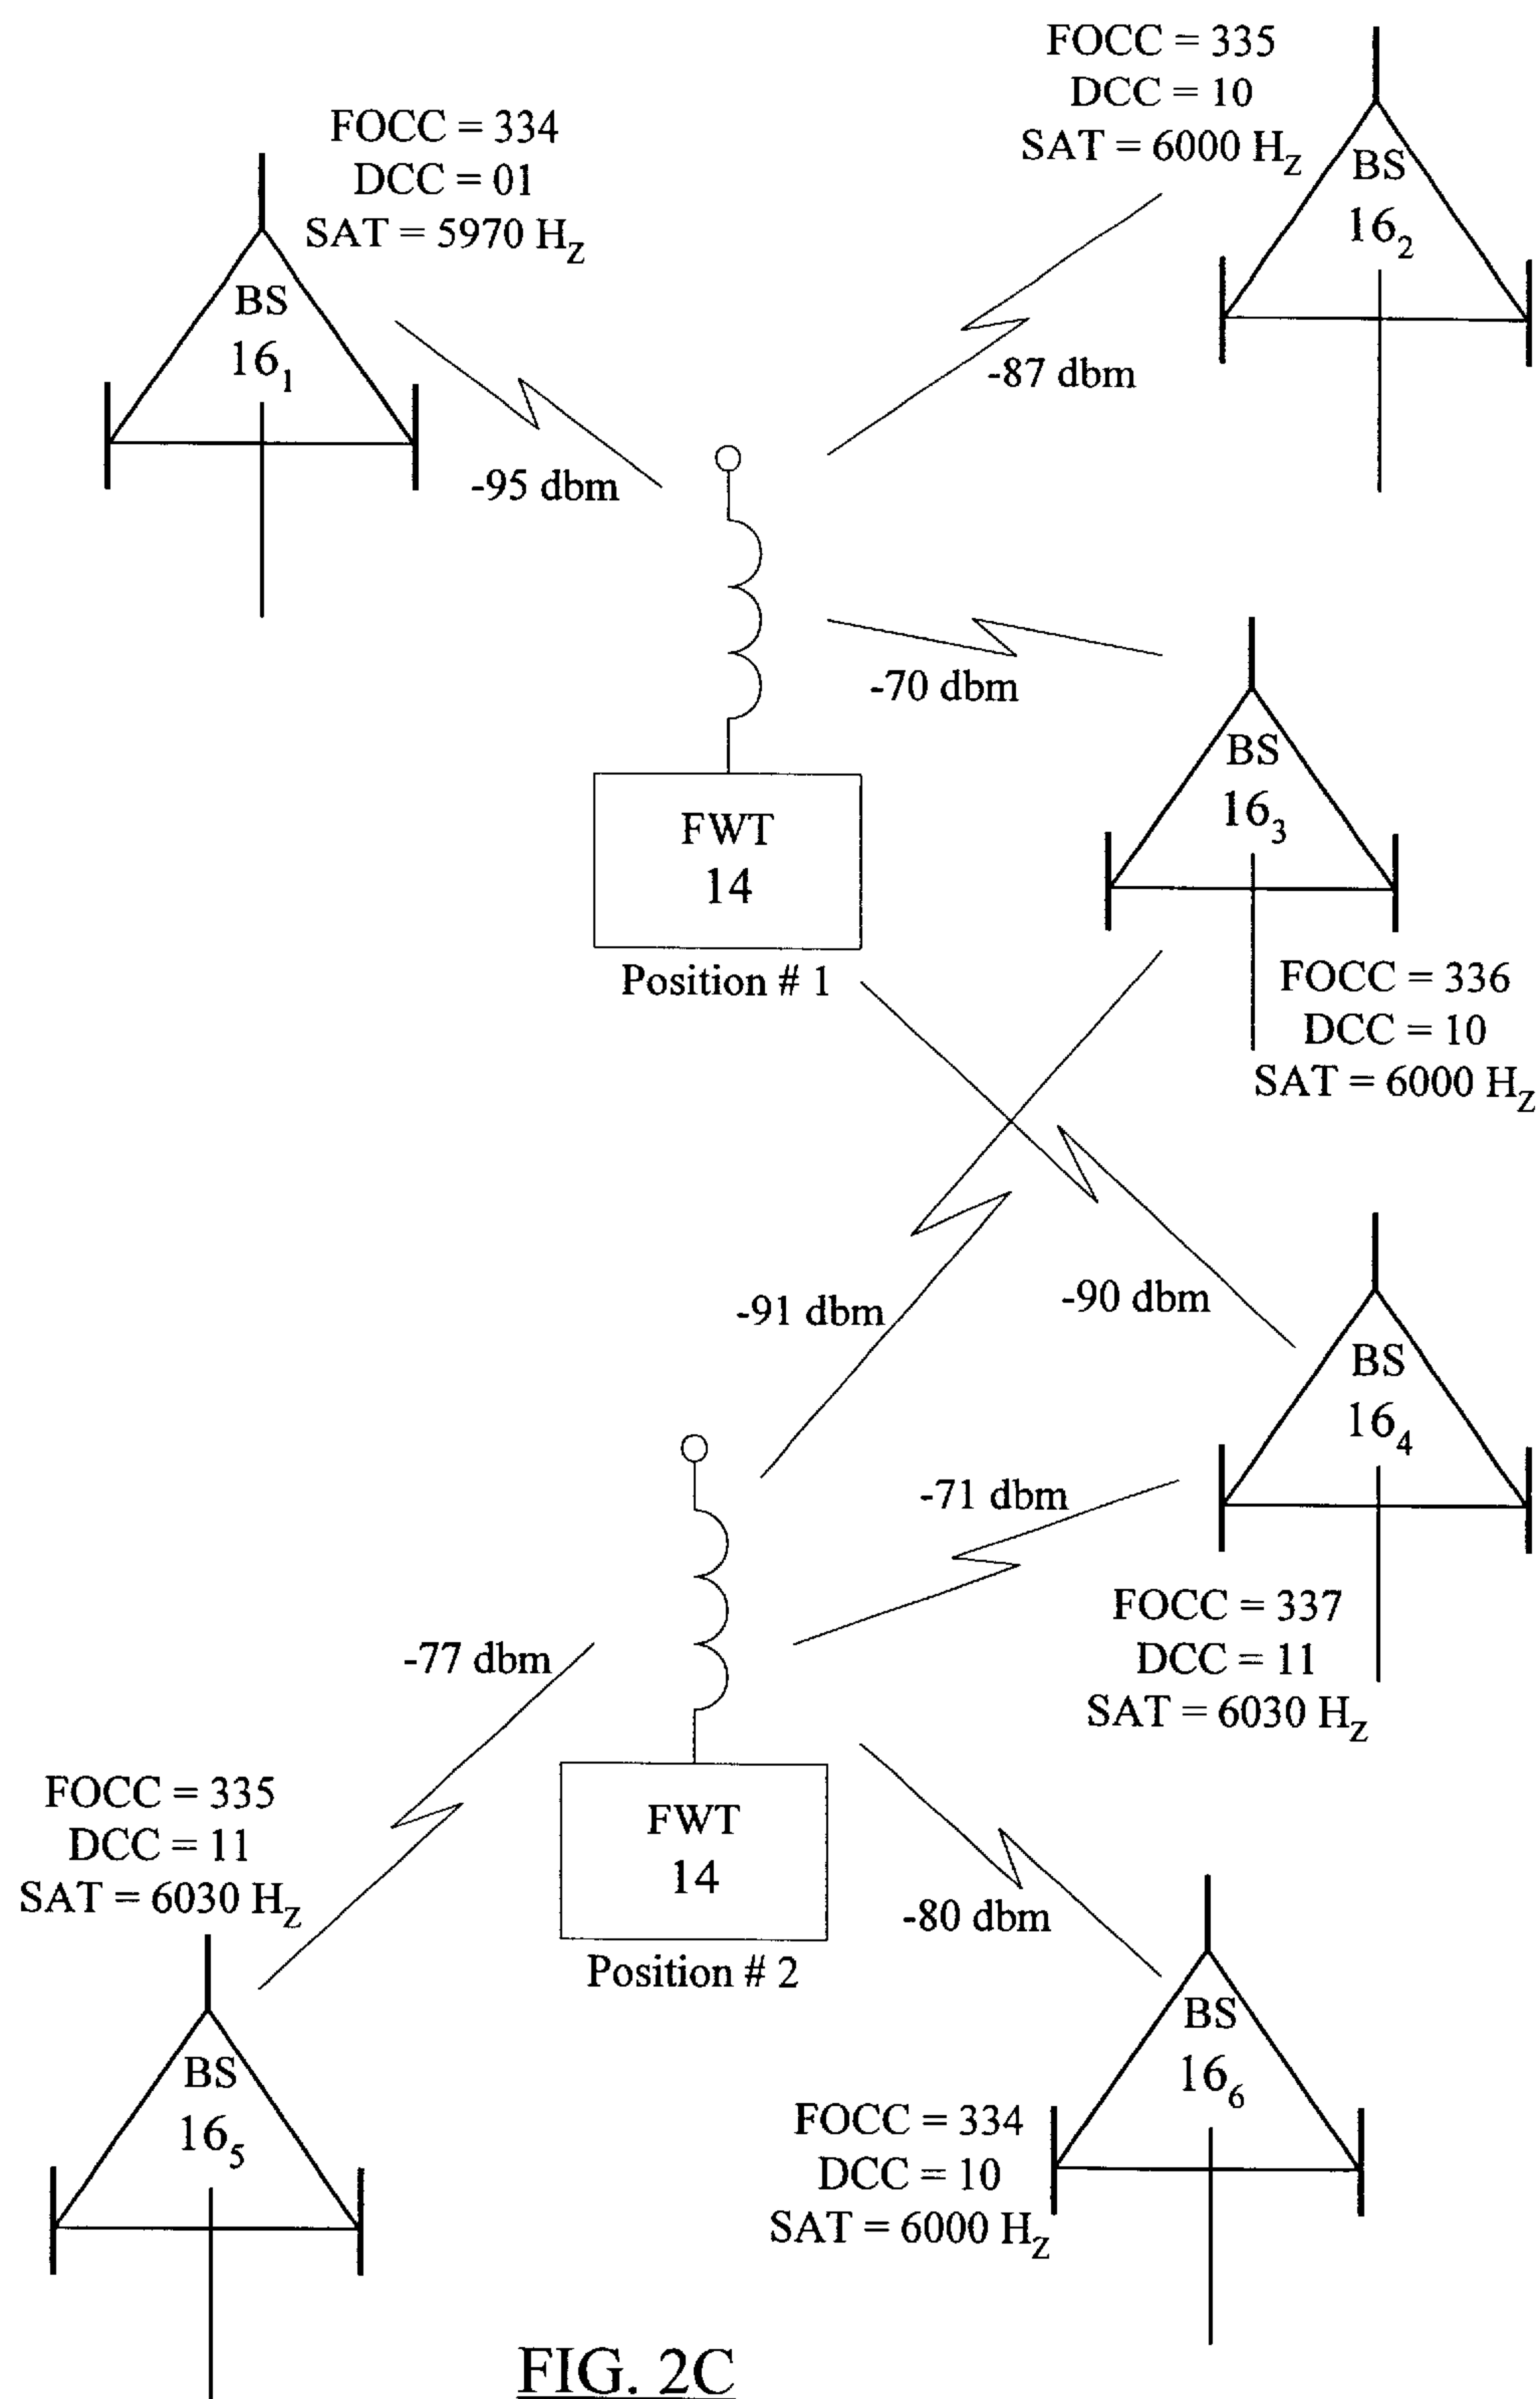 FOCC = 335
DCC = 10
SAT = 6000 HZ
BS
16₂
FOCC = 334
DCC = 01
SAT = 5970 HZ
BS
16₁
-87 dbm
-95 dbm
-70 dbm
BS
16₃
FWT
14
Position # 1
FOCC = 336
DCC = 10
SAT = 6000 HZ
-91 dbm
-90 dbm
BS
16₄
-71 dbm
FOCC = 337
DCC = 11
SAT = 6030 HZ
-77 dbm
FOCC = 335
DCC = 11
SAT = 6030 HZ
FWT
14
Position # 2
-80 dbm
BS
16₅
BS
16₆
FOCC = 334
DCC = 10
SAT = 6000 HZ
FIG. 2C